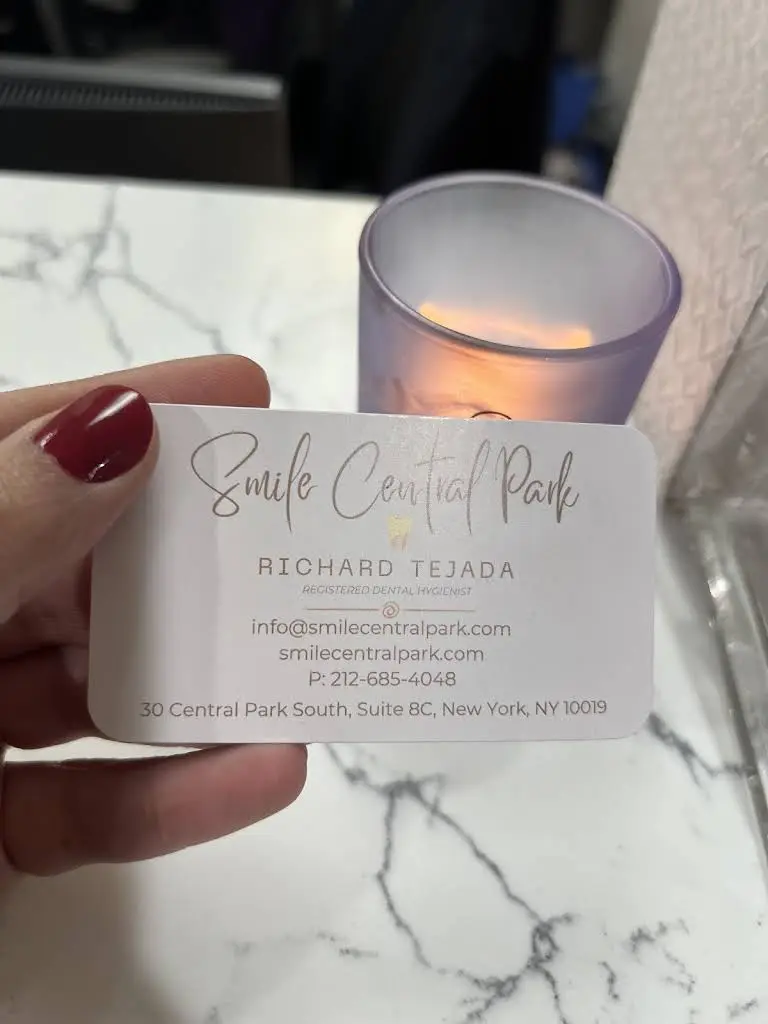 Smile Central Park
RICHARD TEJADA
REGISTERED DENTAL HYGIENIST
info@smilecentralpark.com
smilecentralpark.com
P: 212-685-4048
30 Central Park South, Suite 8C, New York, NY 10019